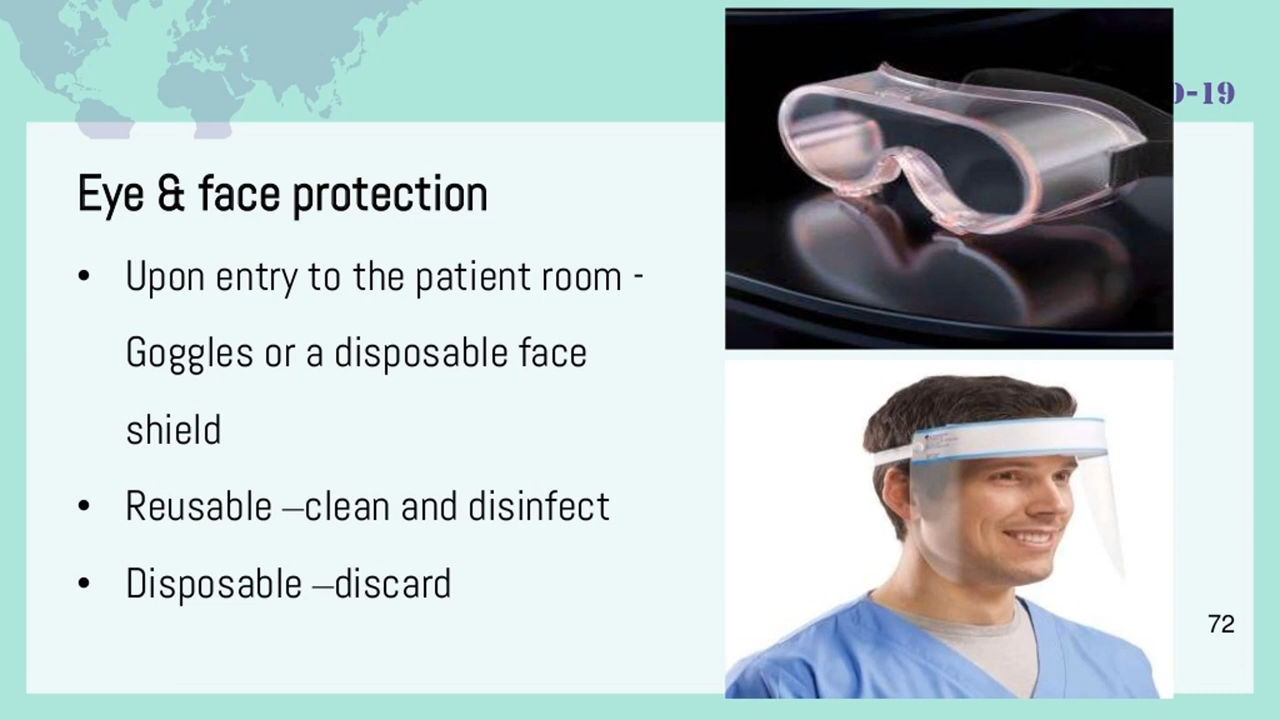 D-19
Eye & face protection
• Upon entry to the patient room -
Goggles or a disposable face
shield
• Reusable –clean and disinfect
• Disposable –discard
72